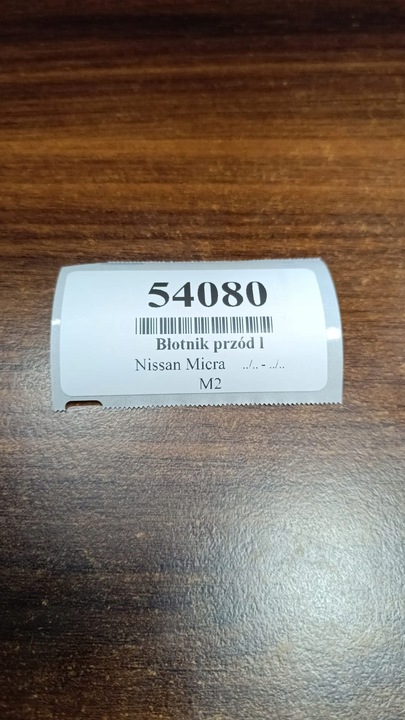 54080
Błotnik przód l
Nissan Micra ../.. - ../..
M2